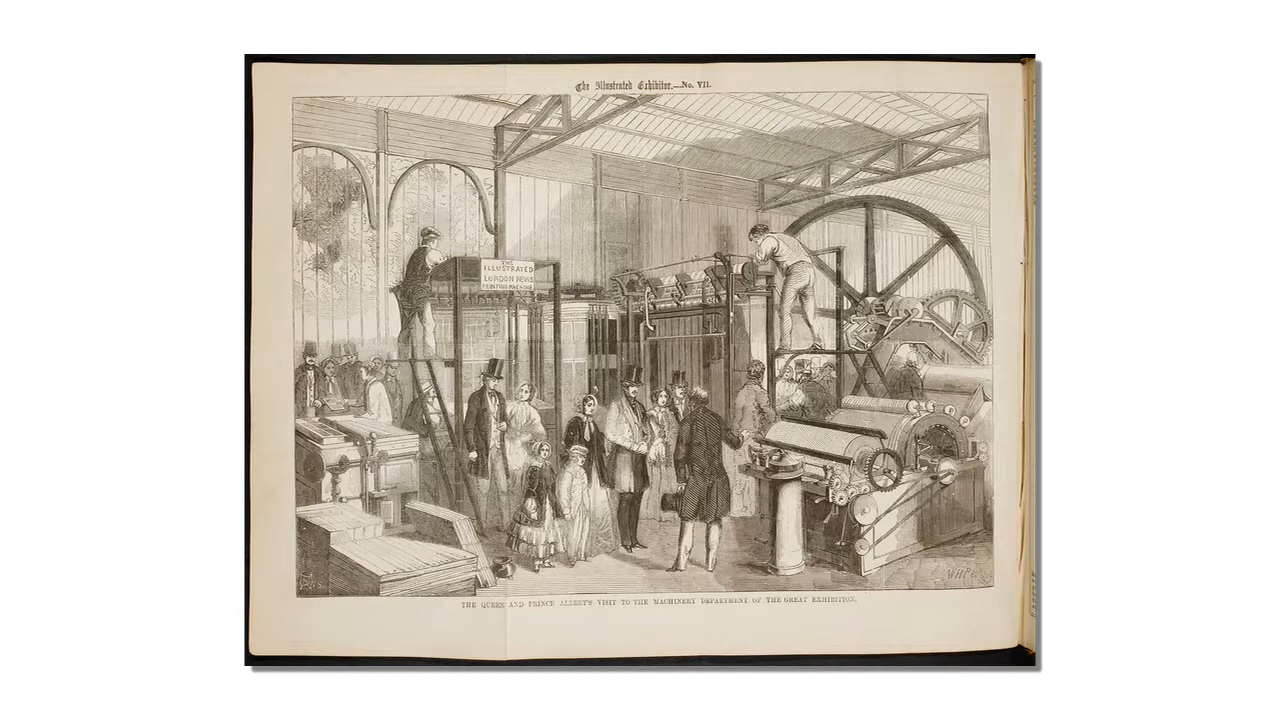 The Illustrated Exhibitor.—No. VII.
THE
ILLUSTRATED
LONDON NEWS
PRINTING MACHINE
THE QUEEN AND PRINCE ALBERT'S VISIT TO THE MACHINERY DEPARTMENT OF THE GREAT EXHIBITION.